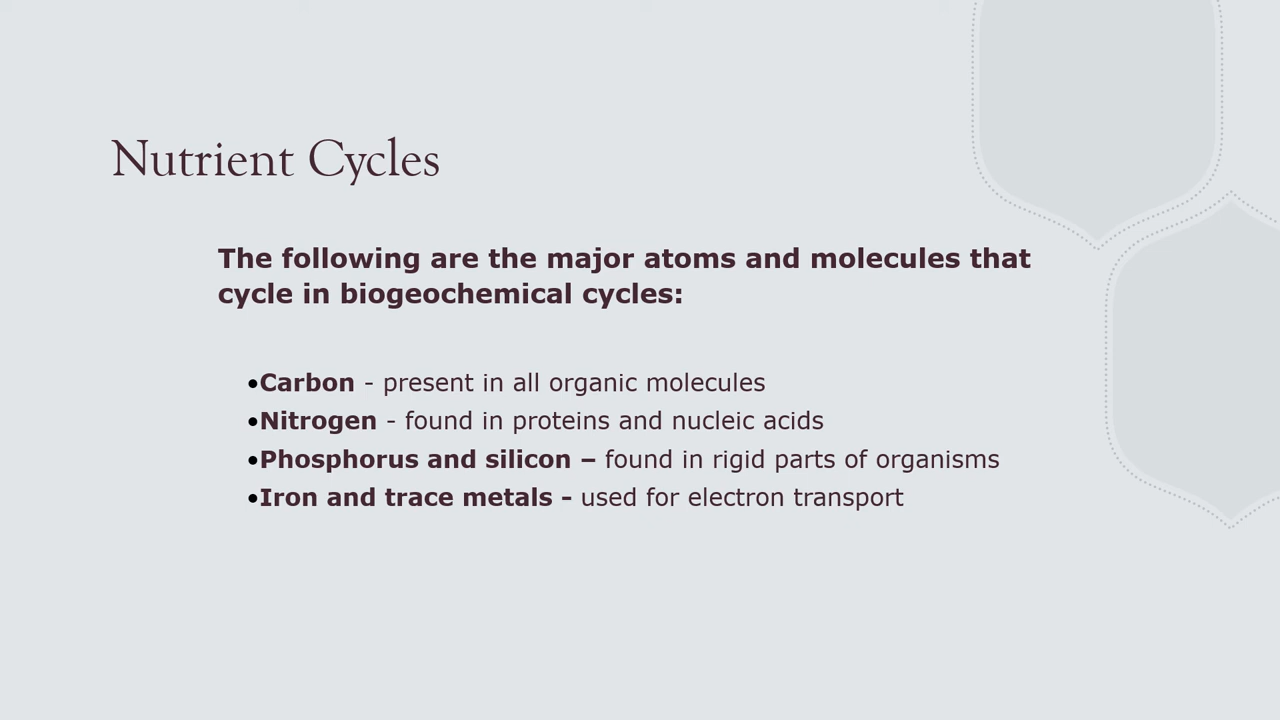 Nutrient Cycles
The following are the major atoms and molecules that
cycle in biogeochemical cycles:
•Carbon - present in all organic molecules
•Nitrogen - found in proteins and nucleic acids
•Phosphorus and silicon – found in rigid parts of organisms
•Iron and trace metals - used for electron transport